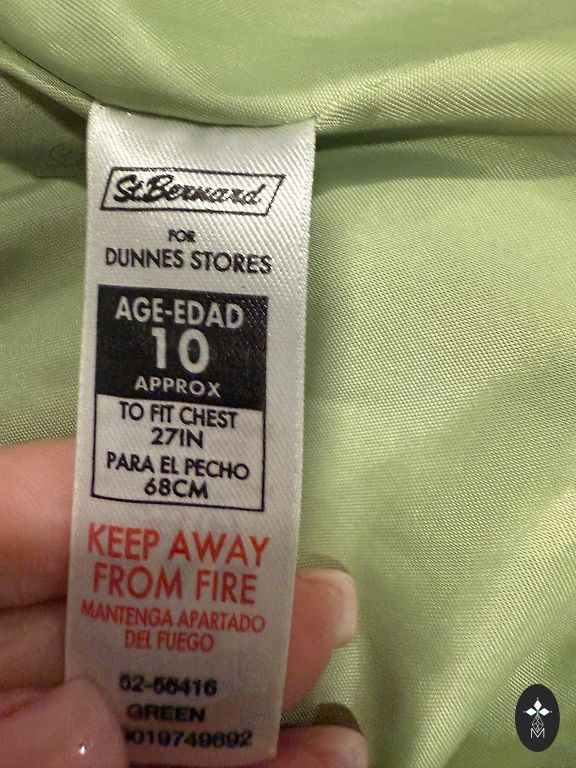 St.Bernard
FOR
DUNNES STORES
AGE-EDAD
10
APPROX
TO FIT CHEST
27IN
PARA EL PECHO
68CM
KEEP AWAY
FROM FIRE
MANTENGA APARTADO
DEL FUEGO
52-56416
GREEN
019749692